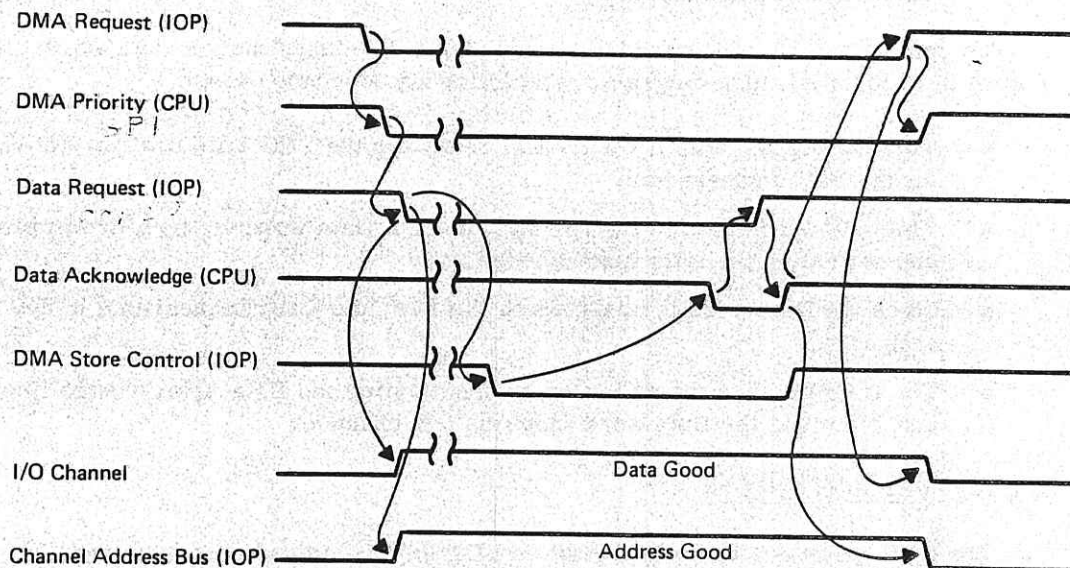 DMA Request (IOP)
DMA Priority (CPU)
SPI
Data Request (IOP)
Data Acknowledge (CPU)
DMA Store Control (IOP)
I/O Channel
Data Good
Channel Address Bus (IOP)
Address Good